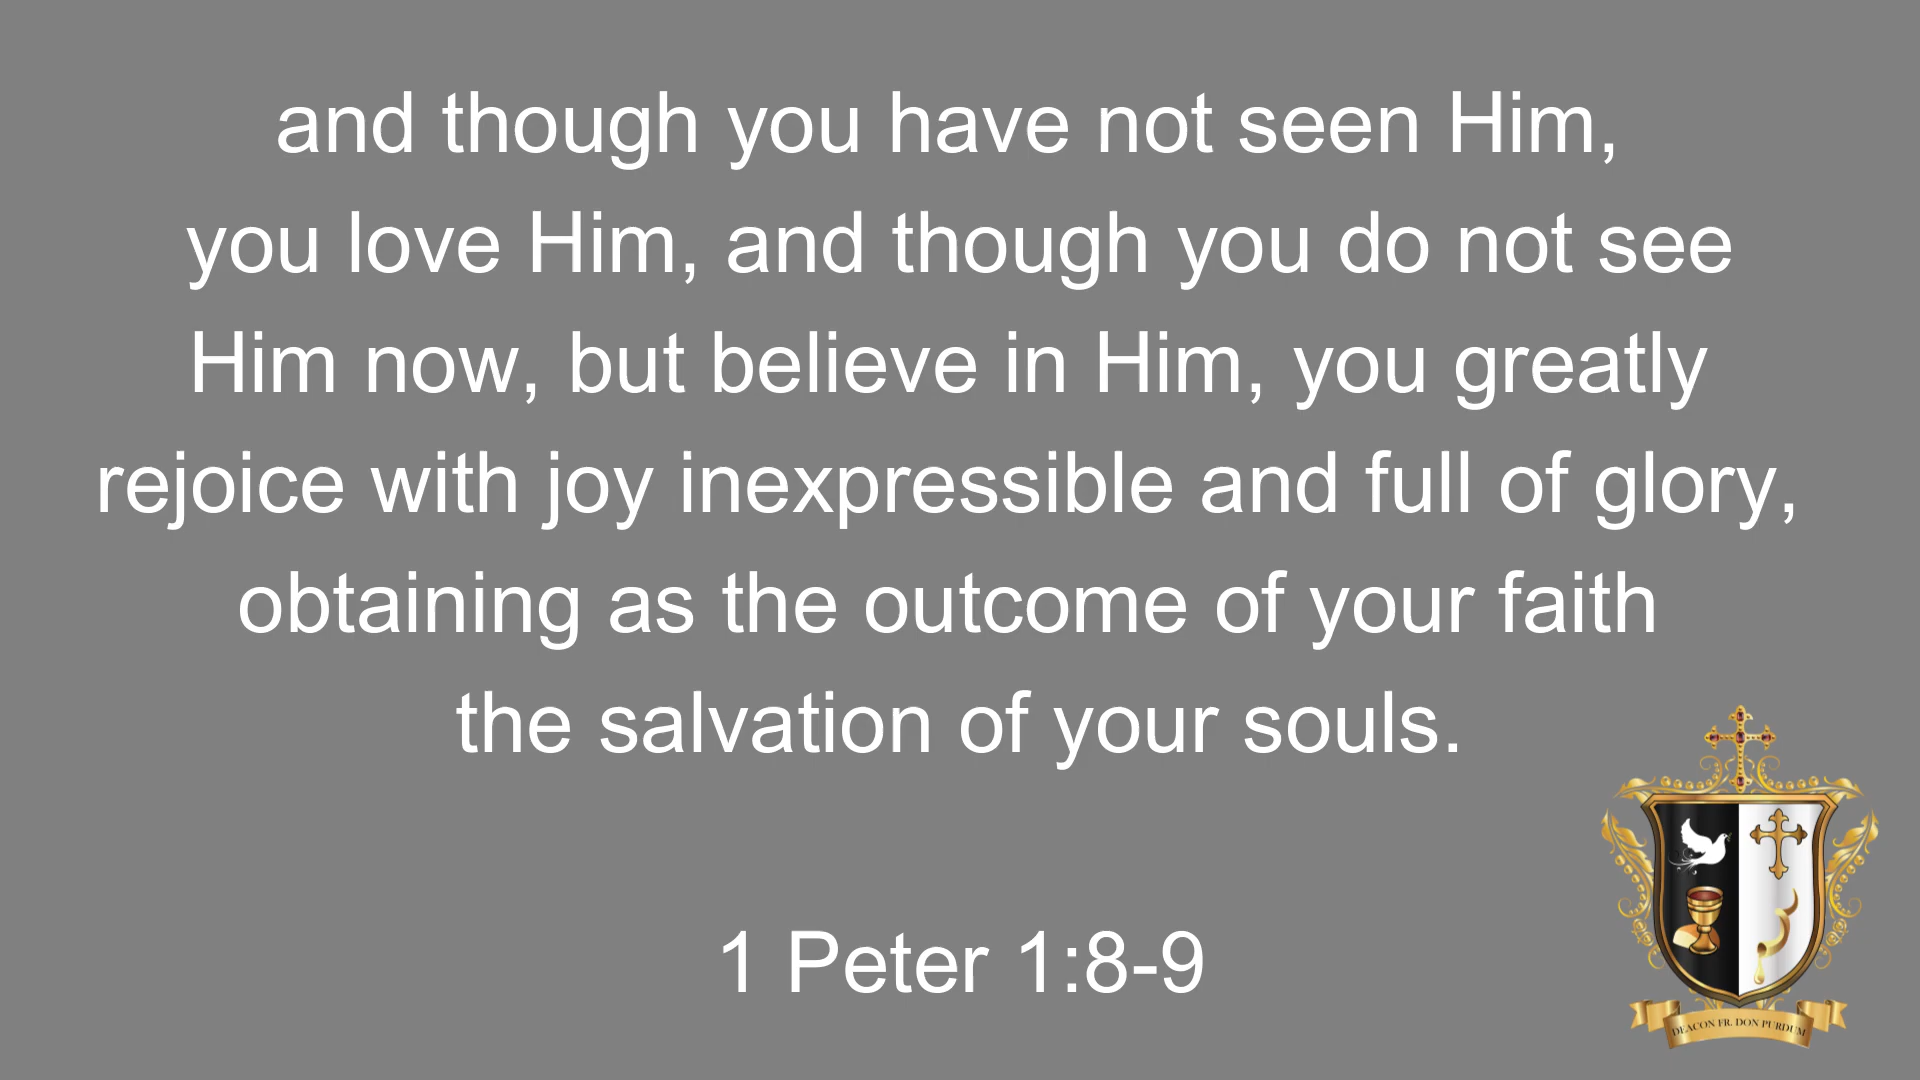 and though you have not seen Him,
you love Him, and though you do not see
Him now, but believe in Him, you greatly
rejoice with joy inexpressible and full of glory,
obtaining as the outcome of your faith
the salvation of your souls.
1 Peter 1:8-9
DEACON FR. DON PURDUM